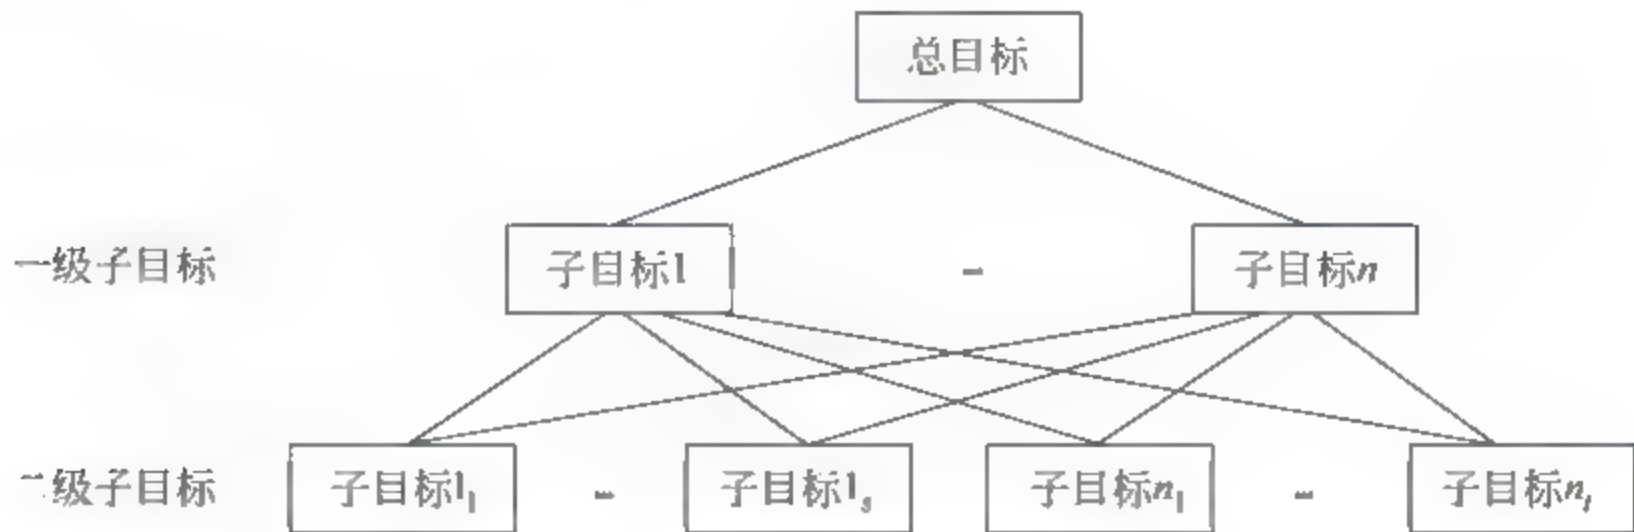 总目标
一级子目标 子目标1 … 子目标n
二级子目标 子目标1₁ … 子目标1ₛ 子目标n₁ … 子目标nₜ